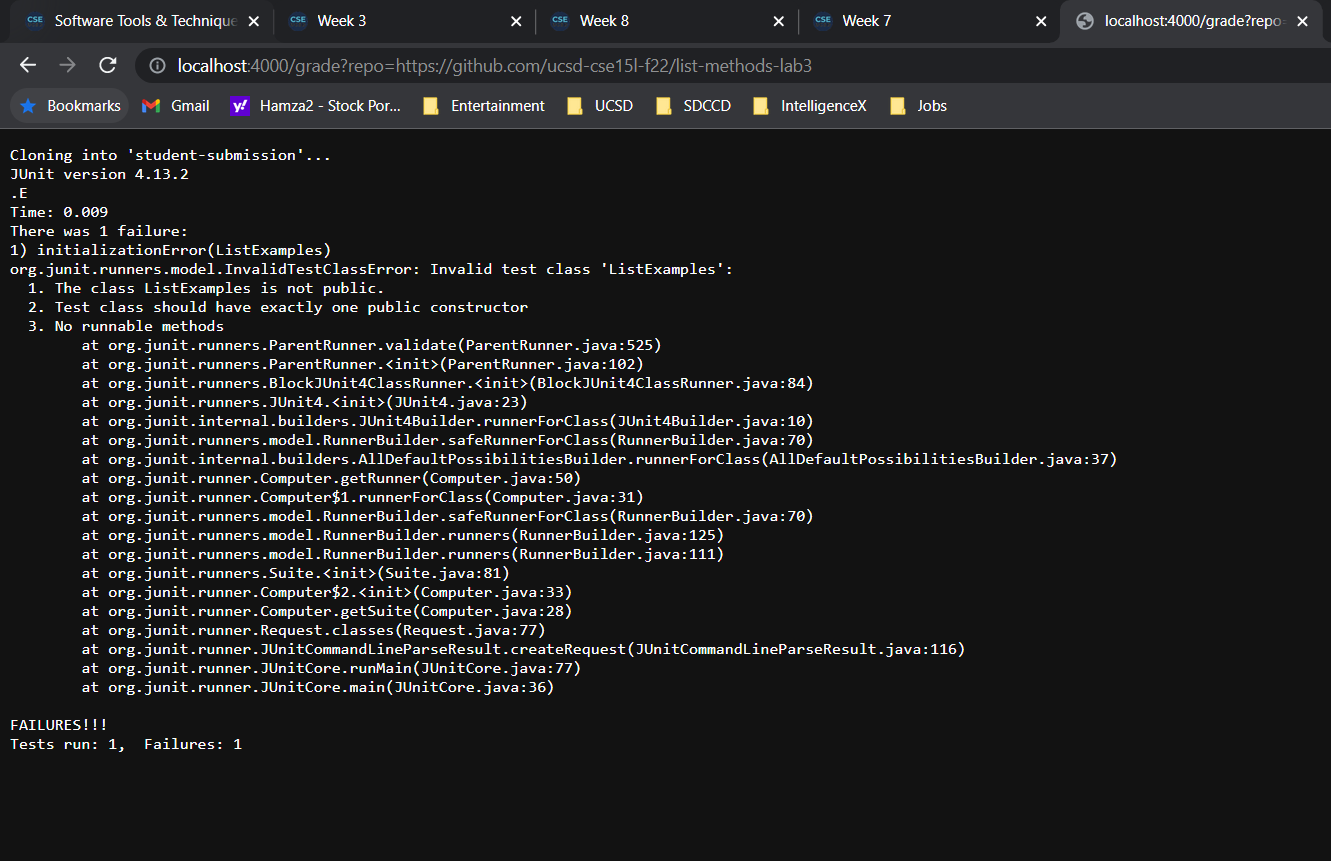 CSE Software Tools & Technique
CSE Week 3
CSE Week 8
CSE Week 7
localhost:4000/grade?repo=
localhost:4000/grade?repo=https://github.com/ucsd-cse15l-f22/list-methods-lab3
Bookmarks Gmail y! Hamza2 - Stock Por... Entertainment UCSD SDCCD IntelligenceX Jobs
Cloning into 'student-submission'...
JUnit version 4.13.2
.E
Time: 0.009
There was 1 failure:
1) initializationError(ListExamples)
org.junit.runners.model.InvalidTestClassError: Invalid test class 'ListExamples':
  1. The class ListExamples is not public.
  2. Test class should have exactly one public constructor
  3. No runnable methods
        at org.junit.runners.ParentRunner.validate(ParentRunner.java:525)
        at org.junit.runners.ParentRunner.<init>(ParentRunner.java:102)
        at org.junit.runners.BlockJUnit4ClassRunner.<init>(BlockJUnit4ClassRunner.java:84)
        at org.junit.runners.JUnit4.<init>(JUnit4.java:23)
        at org.junit.internal.builders.JUnit4Builder.runnerForClass(JUnit4Builder.java:10)
        at org.junit.runners.model.RunnerBuilder.safeRunnerForClass(RunnerBuilder.java:70)
        at org.junit.internal.builders.AllDefaultPossibilitiesBuilder.runnerForClass(AllDefaultPossibilitiesBuilder.java:37)
        at org.junit.runner.Computer.getRunner(Computer.java:50)
        at org.junit.runner.Computer$1.runnerForClass(Computer.java:31)
        at org.junit.runners.model.RunnerBuilder.safeRunnerForClass(RunnerBuilder.java:70)
        at org.junit.runners.model.RunnerBuilder.runners(RunnerBuilder.java:125)
        at org.junit.runners.model.RunnerBuilder.runners(RunnerBuilder.java:111)
        at org.junit.runners.Suite.<init>(Suite.java:81)
        at org.junit.runner.Computer$2.<init>(Computer.java:33)
        at org.junit.runner.Computer.getSuite(Computer.java:28)
        at org.junit.runner.Request.classes(Request.java:77)
        at org.junit.runner.JUnitCommandLineParseResult.createRequest(JUnitCommandLineParseResult.java:116)
        at org.junit.runner.JUnitCore.runMain(JUnitCore.java:77)
        at org.junit.runner.JUnitCore.main(JUnitCore.java:36)
FAILURES!!!
Tests run: 1,  Failures: 1